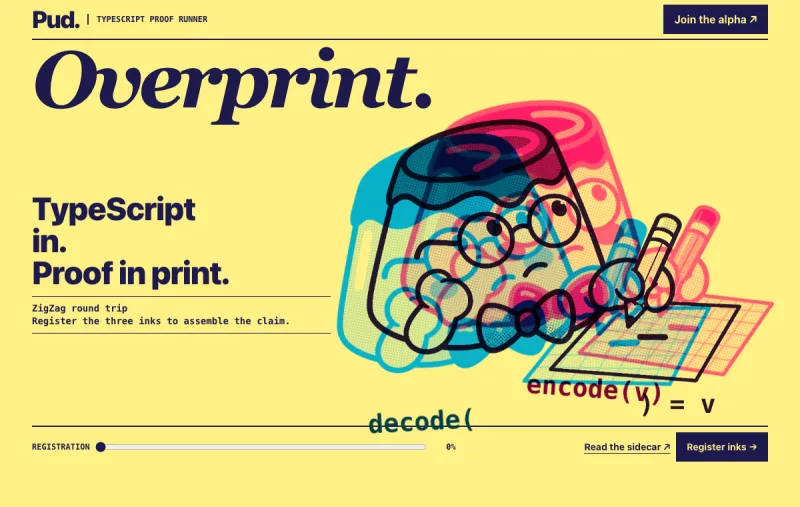 Pud. | TYPESCRIPT PROOF RUNNER
Join the alpha ↗
Overprint.
TypeScript
in.
Proof in print.
ZigZag round trip
Register the three inks to assemble the claim.
encode(v)
) = v
decode(
REGISTRATION
0%
Read the sidecar ↗
Register inks →